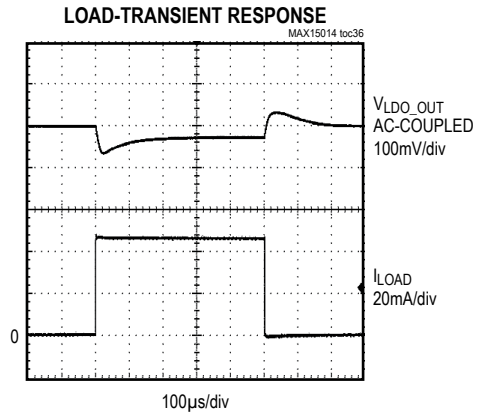 LOAD-TRANSIENT RESPONSE
MAX15014 toc36
VLDO_OUT
AC-COUPLED
100mV/div
ILOAD
20mA/div
0
100µs/div